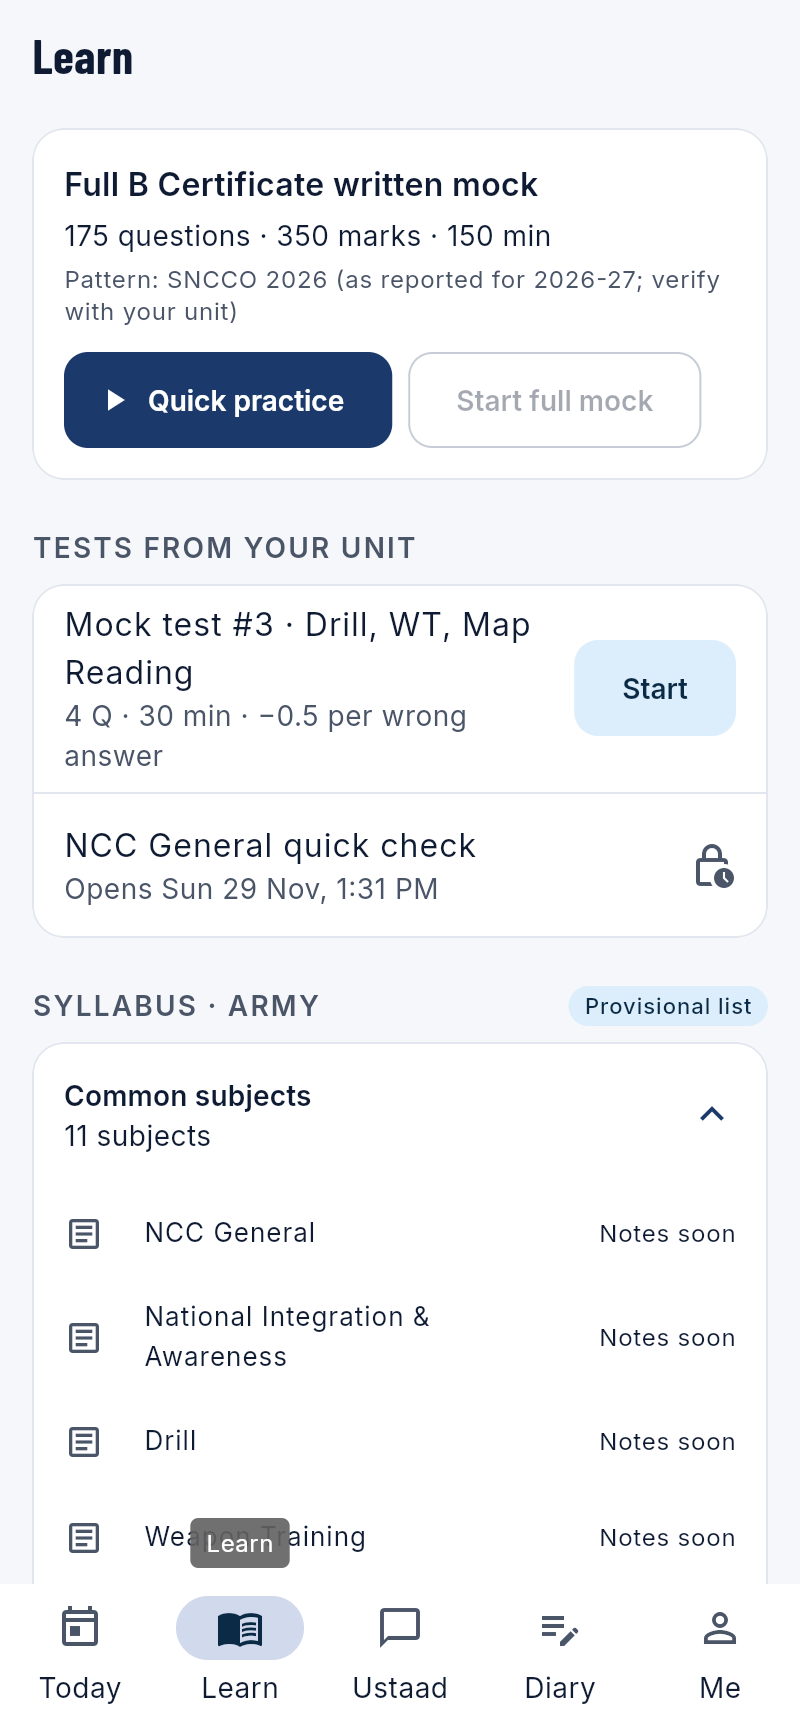 Learn
Full B Certificate written mock
175 questions · 350 marks · 150 min
Pattern: SNCCO 2026 (as reported for 2026-27; verify
with your unit)
Quick practice
Start full mock
TESTS FROM YOUR UNIT
Mock test #3 · Drill, WT, Map
Reading
4 Q · 30 min · −0.5 per wrong
answer
Start
NCC General quick check
Opens Sun 29 Nov, 1:31 PM
SYLLABUS · ARMY
Provisional list
Common subjects
11 subjects
NCC General
Notes soon
National Integration &
Awareness
Notes soon
Drill
Notes soon
Weapon Training
Notes soon
Learn
Today
Learn
Ustaad
Diary
Me